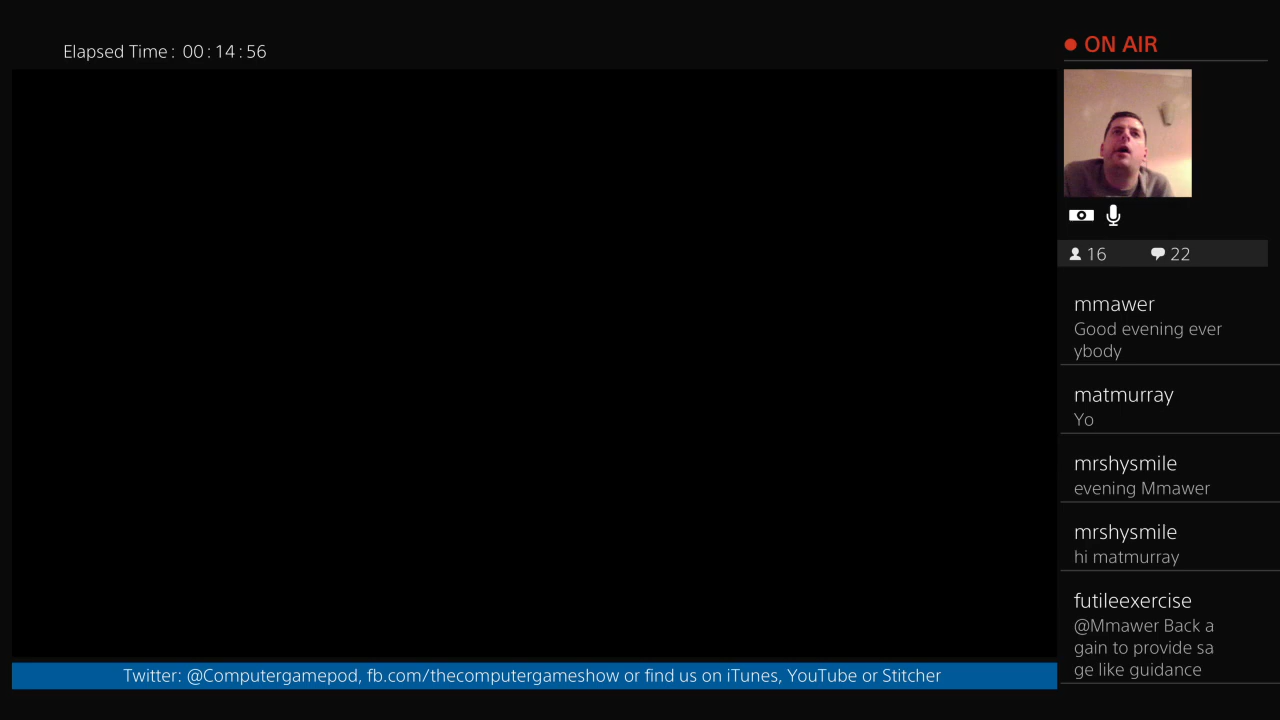 Elapsed Time : 00 : 14 : 56
ON AIR
16 22
mmawer
Good evening ever
ybody
matmurray
Yo
mrshysmile
evening Mmawer
mrshysmile
hi matmurray
futileexercise
@Mmawer Back a
gain to provide sa
ge like guidance
Twitter: @Computergamepod, fb.com/thecomputergameshow or find us on iTunes, YouTube or Stitcher